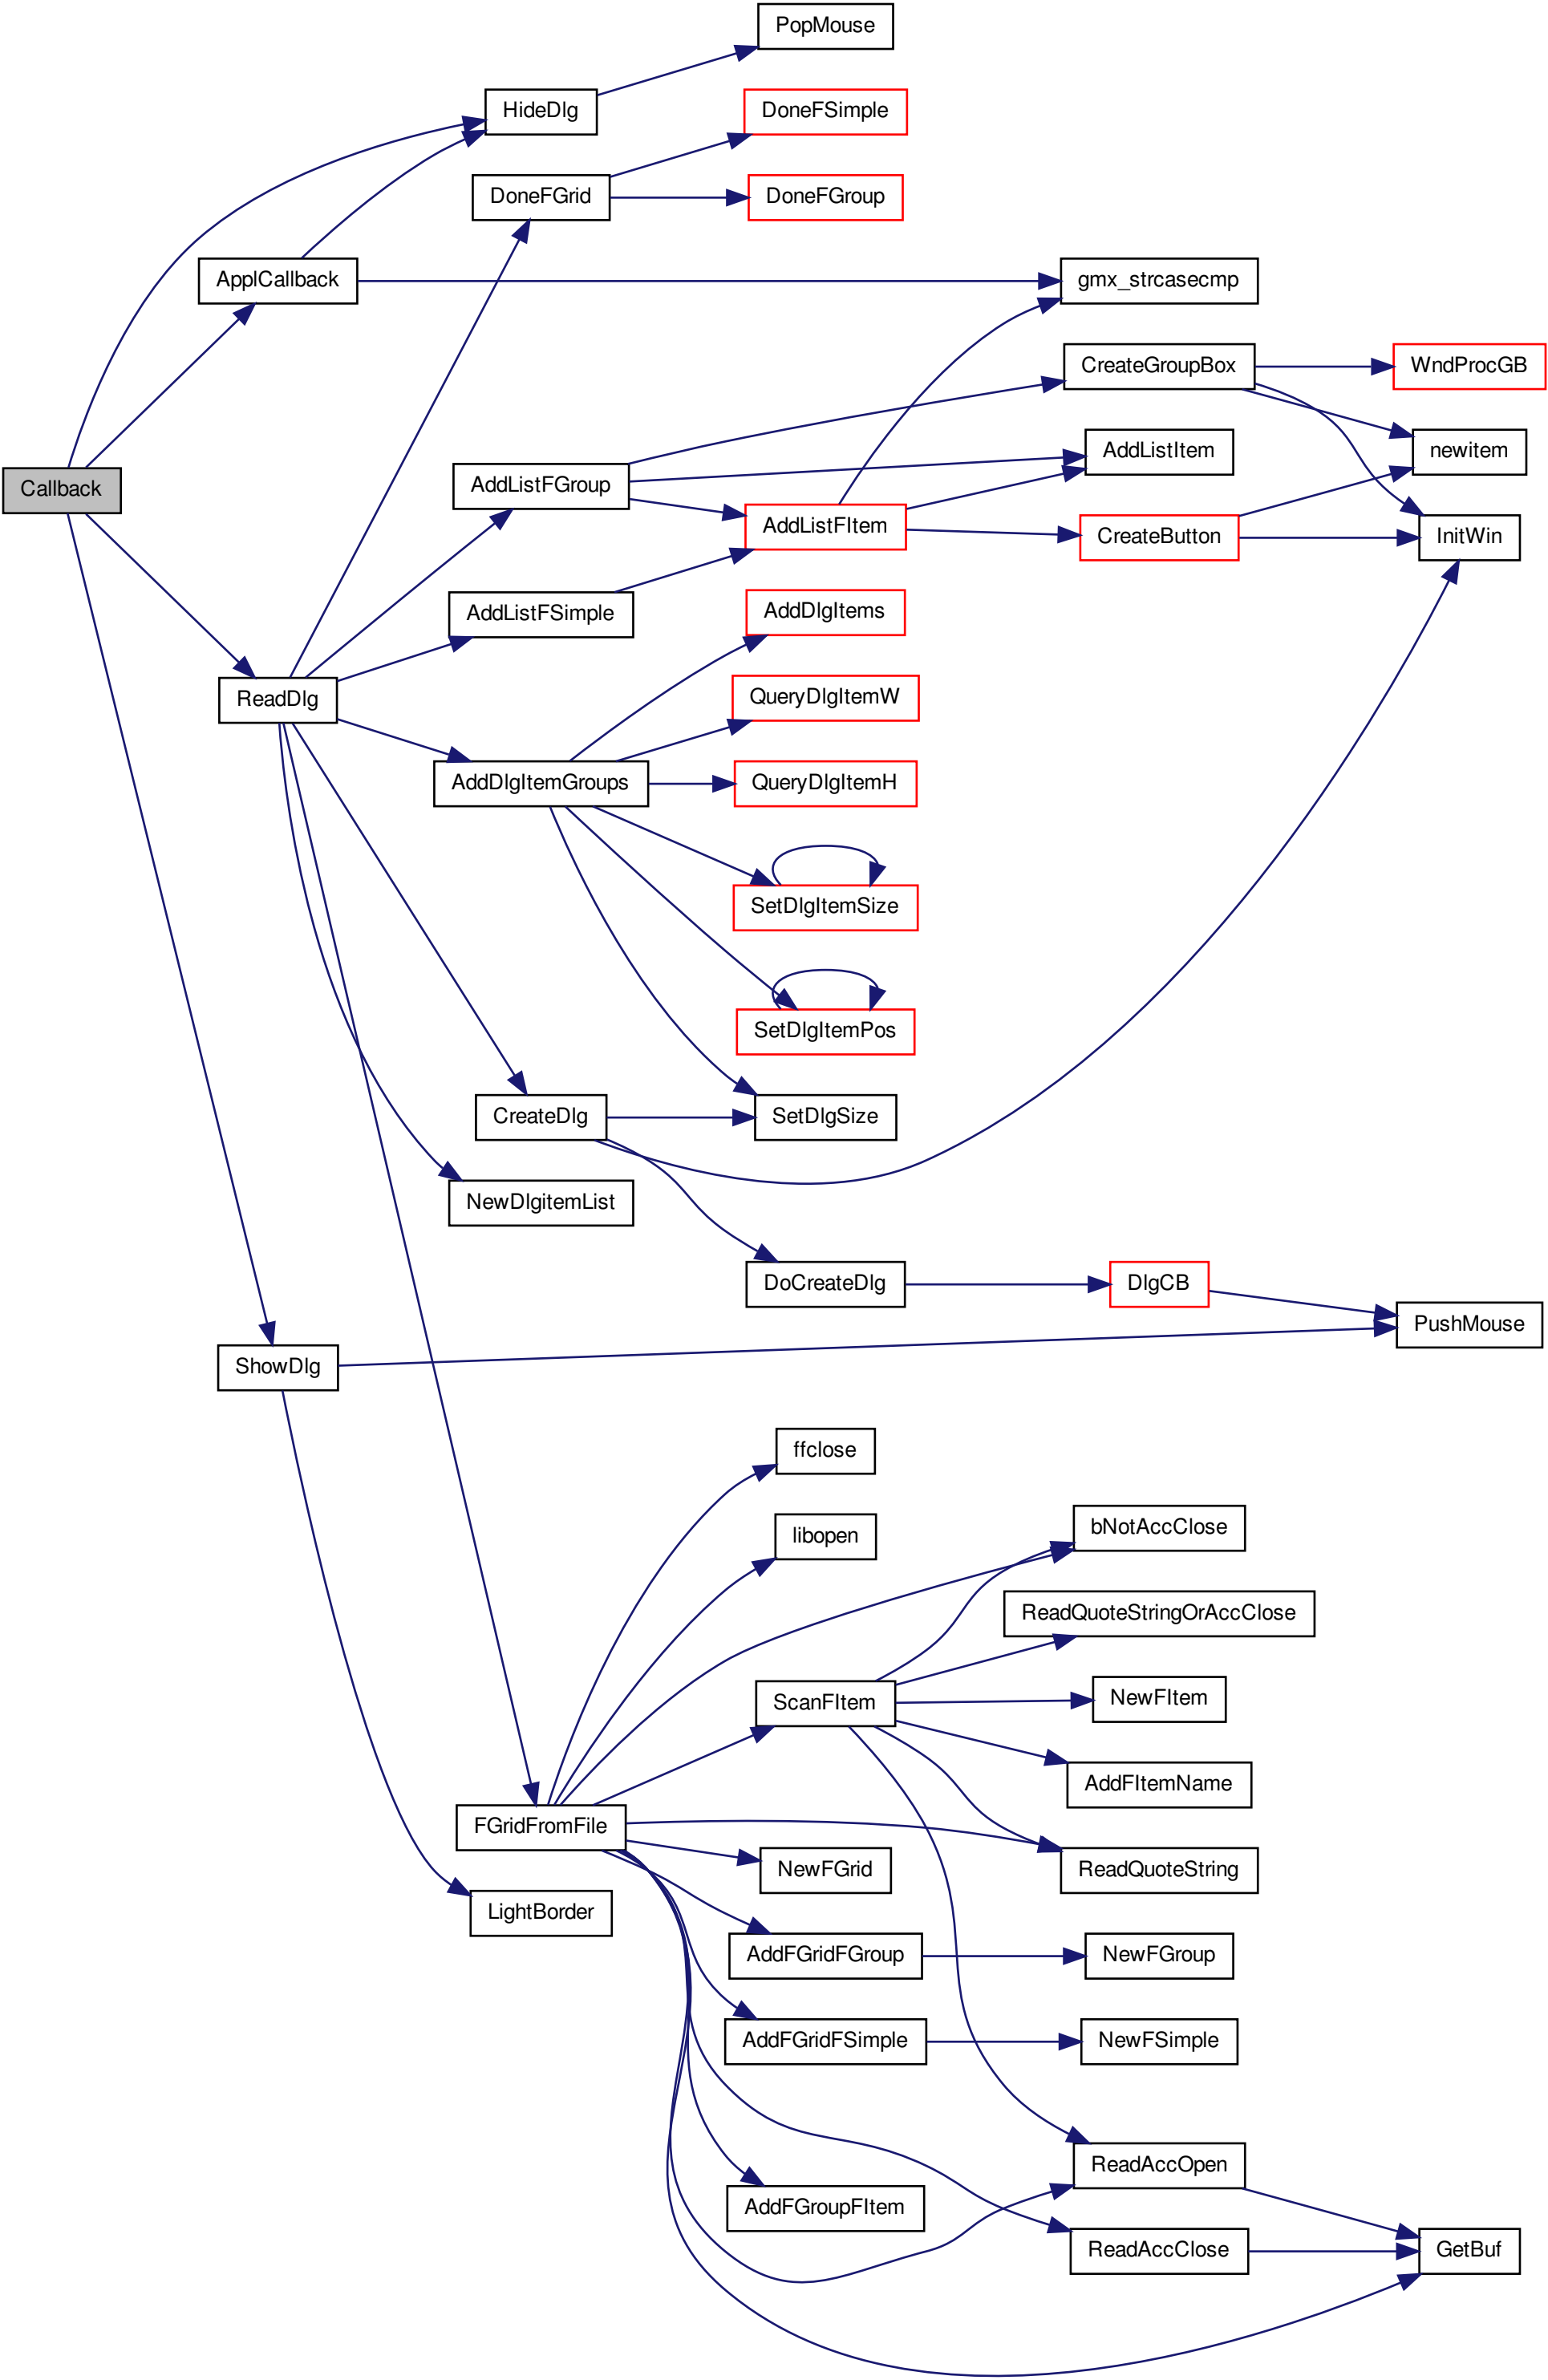 PopMouse
HideDlg
DoneFSimple
DoneFGrid
DoneFGroup
ApplCallback
gmx_strcasecmp
CreateGroupBox
WndProcGB
AddListItem
newitem
Callback
AddListFGroup
AddListFItem
CreateButton
InitWin
AddListFSimple
AddDlgItems
ReadDlg
QueryDlgItemW
AddDlgItemGroups
QueryDlgItemH
SetDlgItemSize
SetDlgItemPos
CreateDlg
SetDlgSize
NewDlgitemList
DoCreateDlg
DlgCB
PushMouse
ShowDlg
ffclose
bNotAccClose
libopen
ReadQuoteStringOrAccClose
ScanFItem
NewFItem
AddFItemName
FGridFromFile
NewFGrid
ReadQuoteString
LightBorder
AddFGridFGroup
NewFGroup
AddFGridFSimple
NewFSimple
ReadAccOpen
AddFGroupFItem
ReadAccClose
GetBuf